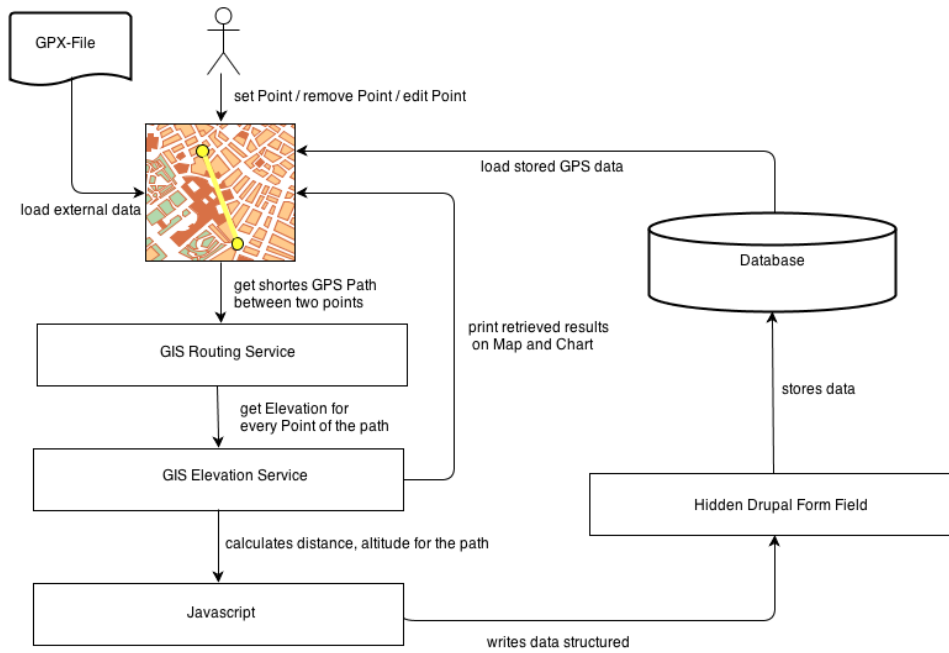 GPX-File
set Point / remove Point / edit Point
load stored GPS data
load external data
Database
get shortes GPS Path
between two points
print retrieved results
on Map and Chart
GIS Routing Service
stores data
get Elevation for
every Point of the path
GIS Elevation Service
Hidden Drupal Form Field
calculates distance, altitude for the path
Javascript
writes data structured